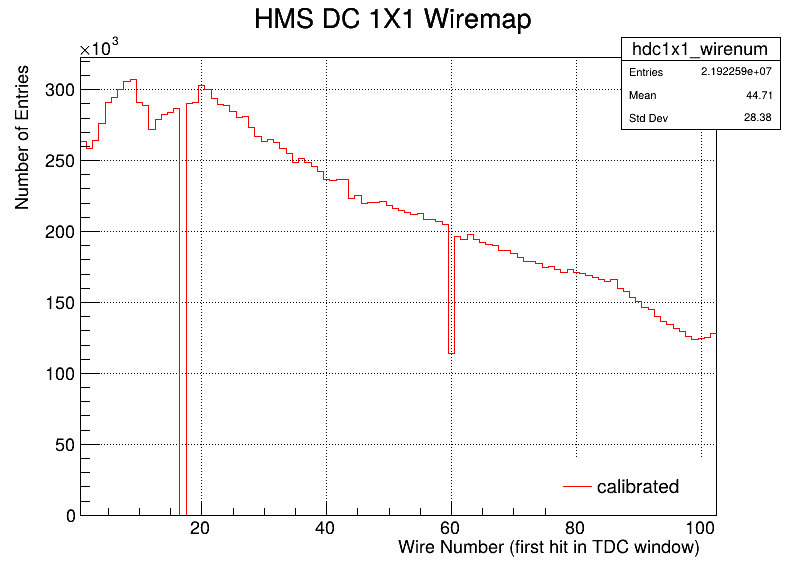 HMS DC 1X1 Wiremap
×10³
hdc1x1_wirenum
Entries 2.192259e+07
Mean 44.71
Std Dev 28.38
Number of Entries
300
250
200
150
100
50
0
calibrated
20 40 60 80 100
Wire Number (first hit in TDC window)